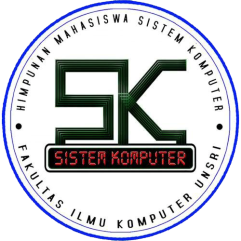 HIMPUNAN MAHASISWA SISTEM KOMPUTER
SK
SISTEM KOMPUTER
FAKULTAS ILMU KOMPUTER UNSRI